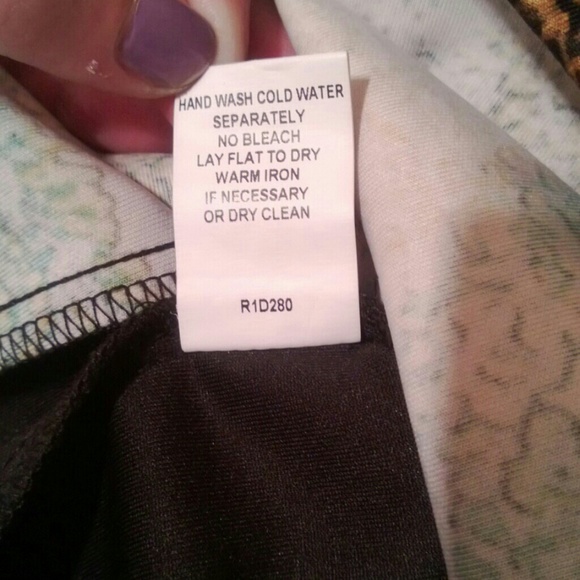 HAND WASH COLD WATER
SEPARATELY
NO BLEACH
LAY FLAT TO DRY
WARM IRON
IF NECESSARY
OR DRY CLEAN
R1D280